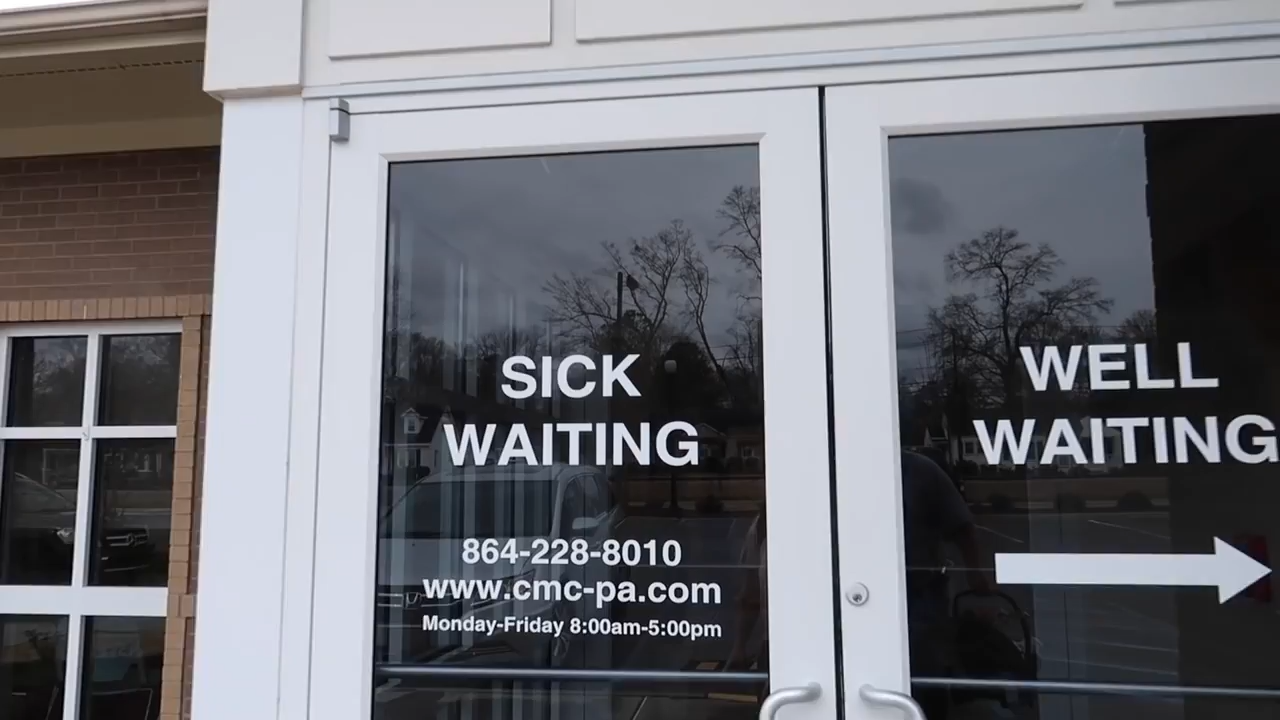 SICK
WAITING
864-228-8010
www.cmc-pa.com
Monday-Friday 8:00am-5:00pm
WELL
WAITING